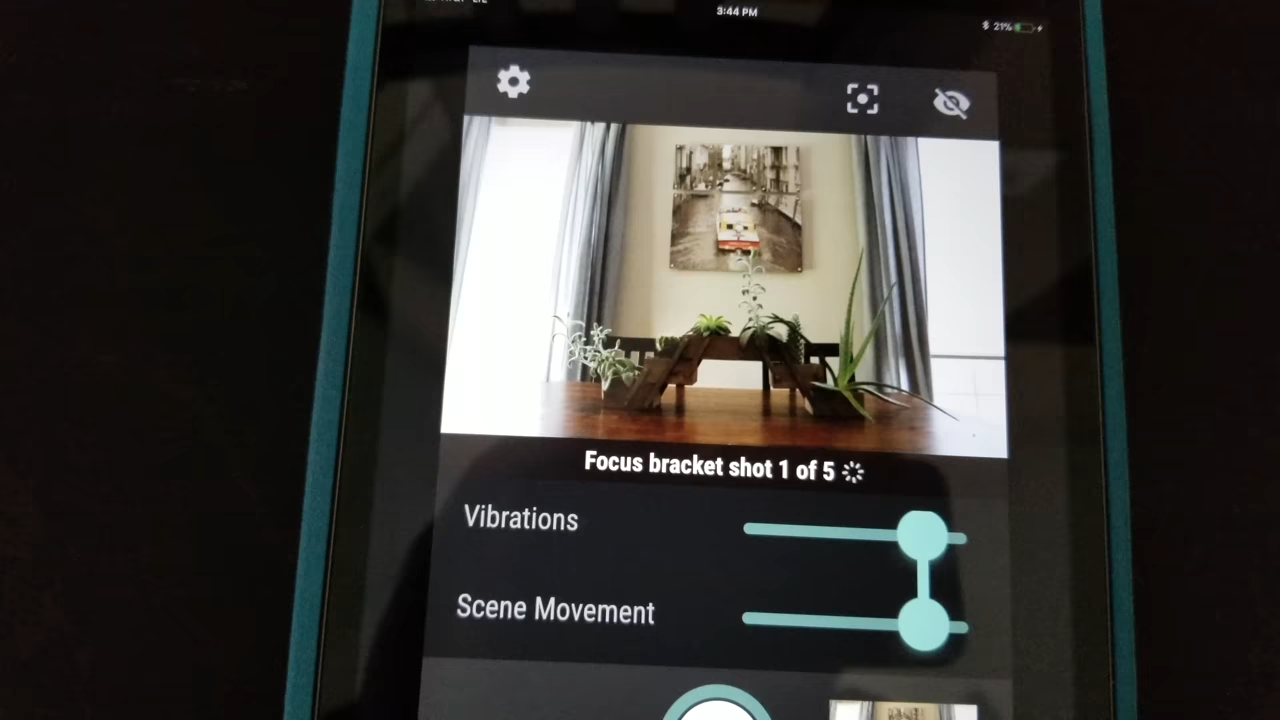 3:44 PM
21%
Focus bracket shot 1 of 5
Vibrations
Scene Movement